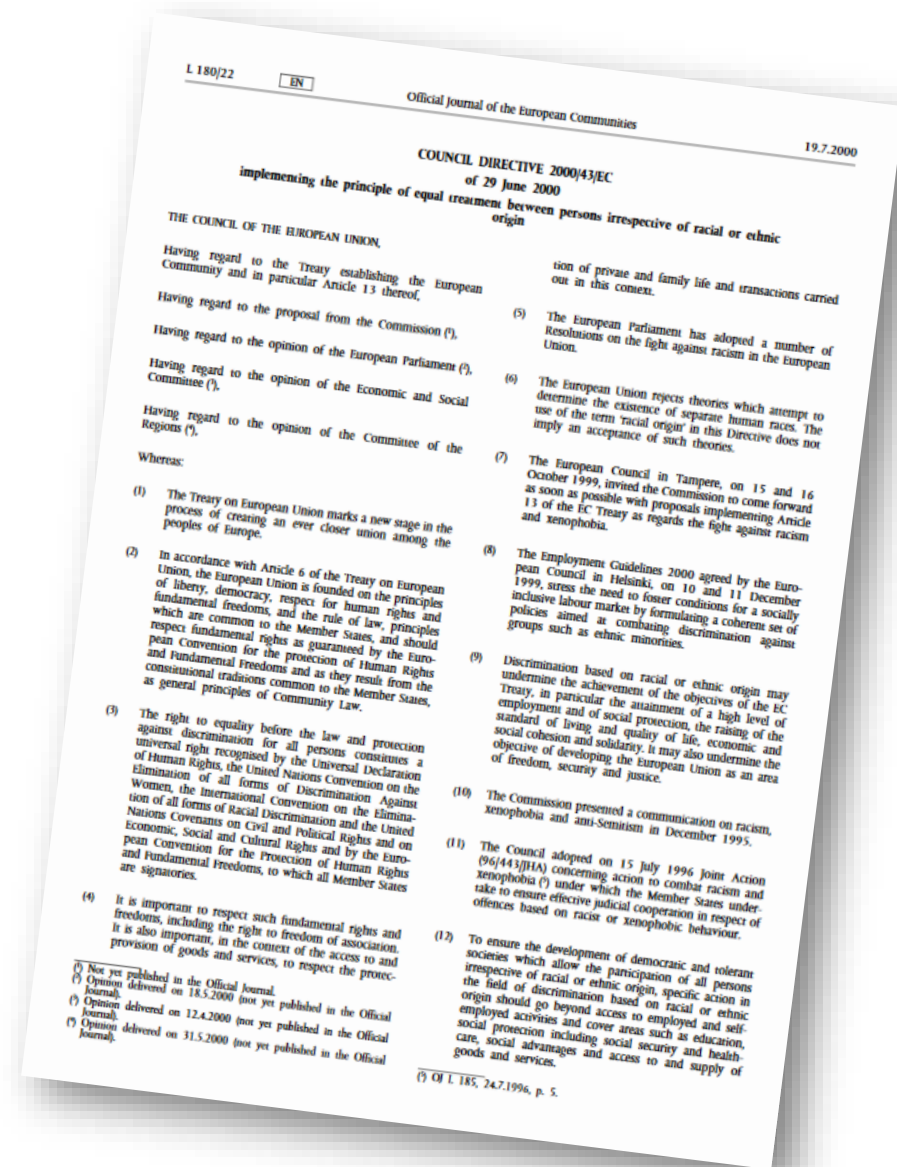 L 180/22
EN
Official Journal of the European Communities
19.7.2000
COUNCIL DIRECTIVE 2000/43/EC
of 29 June 2000
implementing the principle of equal treatment between persons irrespective of racial or ethnic
origin
THE COUNCIL OF THE EUROPEAN UNION,
Having regard to the Treaty establishing the European
Community and in particular Article 13 thereof,
Having regard to the proposal from the Commission (¹),
Having regard to the opinion of the European Parliament (²),
Having regard to the opinion of the Economic and Social
Committee (³),
Having regard to the opinion of the Committee of the
Regions (⁴),
Whereas:
(1) The Treaty on European Union marks a new stage in the
process of creating an ever closer union among the
peoples of Europe.
(2) In accordance with Article 6 of the Treaty on European
Union, the European Union is founded on the principles
of liberty, democracy, respect for human rights and
fundamental freedoms, and the rule of law, principles
which are common to the Member States, and should
respect fundamental rights as guaranteed by the Euro-
pean Convention for the protection of Human Rights
and Fundamental Freedoms and as they result from the
constitutional traditions common to the Member States,
as general principles of Community Law.
(3) The right to equality before the law and protection
against discrimination for all persons constitutes a
universal right recognised by the Universal Declaration
of Human Rights, the United Nations Convention on the
Elimination of all forms of Discrimination Against
Women, the International Convention on the Elimina-
tion of all forms of Racial Discrimination and the United
Nations Covenants on Civil and Political Rights and on
Economic, Social and Cultural Rights and by the Euro-
pean Convention for the Protection of Human Rights
and Fundamental Freedoms, to which all Member States
are signatories.
(4) It is important to respect such fundamental rights and
freedoms, including the right to freedom of association.
It is also important, in the context of the access to and
provision of goods and services, to respect the protec-
(¹) Not yet published in the Official Journal.
(²) Opinion delivered on 18.5.2000 (not yet published in the Official
Journal).
(³) Opinion delivered on 12.4.2000 (not yet published in the Official
Journal).
(⁴) Opinion delivered on 31.5.2000 (not yet published in the Official
Journal).
tion of private and family life and transactions carried
out in this context.
(5) The European Parliament has adopted a number of
Resolutions on the fight against racism in the European
Union.
(6) The European Union rejects theories which attempt to
determine the existence of separate human races. The
use of the term 'racial origin' in this Directive does not
imply an acceptance of such theories.
(7) The European Council in Tampere, on 15 and 16
October 1999, invited the Commission to come forward
as soon as possible with proposals implementing Article
13 of the EC Treaty as regards the fight against racism
and xenophobia.
(8) The Employment Guidelines 2000 agreed by the Euro-
pean Council in Helsinki, on 10 and 11 December
1999, stress the need to foster conditions for a socially
inclusive labour market by formulating a coherent set of
policies aimed at combating discrimination against
groups such as ethnic minorities.
(9) Discrimination based on racial or ethnic origin may
undermine the achievement of the objectives of the EC
Treaty, in particular the attainment of a high level of
employment and of social protection, the raising of the
standard of living and quality of life, economic and
social cohesion and solidarity. It may also undermine the
objective of developing the European Union as an area
of freedom, security and justice.
(10) The Commission presented a communication on racism,
xenophobia and anti-Semitism in December 1995.
(11) The Council adopted on 15 July 1996 Joint Action
(96/443/JHA) concerning action to combat racism and
xenophobia (⁵) under which the Member States under-
take to ensure effective judicial cooperation in respect of
offences based on racist or xenophobic behaviour.
(12) To ensure the development of democratic and tolerant
societies which allow the participation of all persons
irrespective of racial or ethnic origin, specific action in
the field of discrimination based on racial or ethnic
origin should go beyond access to employed and self-
employed activities and cover areas such as education,
social protection including social security and health-
care, social advantages and access to and supply of
goods and services.
(⁵) OJ L 185, 24.7.1996, p. 5.